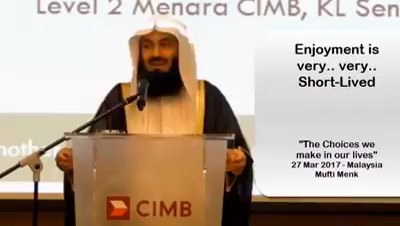 Level 2 Menara CIMB, KL Sen
Enjoyment is
very.. very..
Short-Lived
"The Choices we
make in our lives"
27 Mar 2017 - Malaysia
Mufti Menk
nother
CIMB